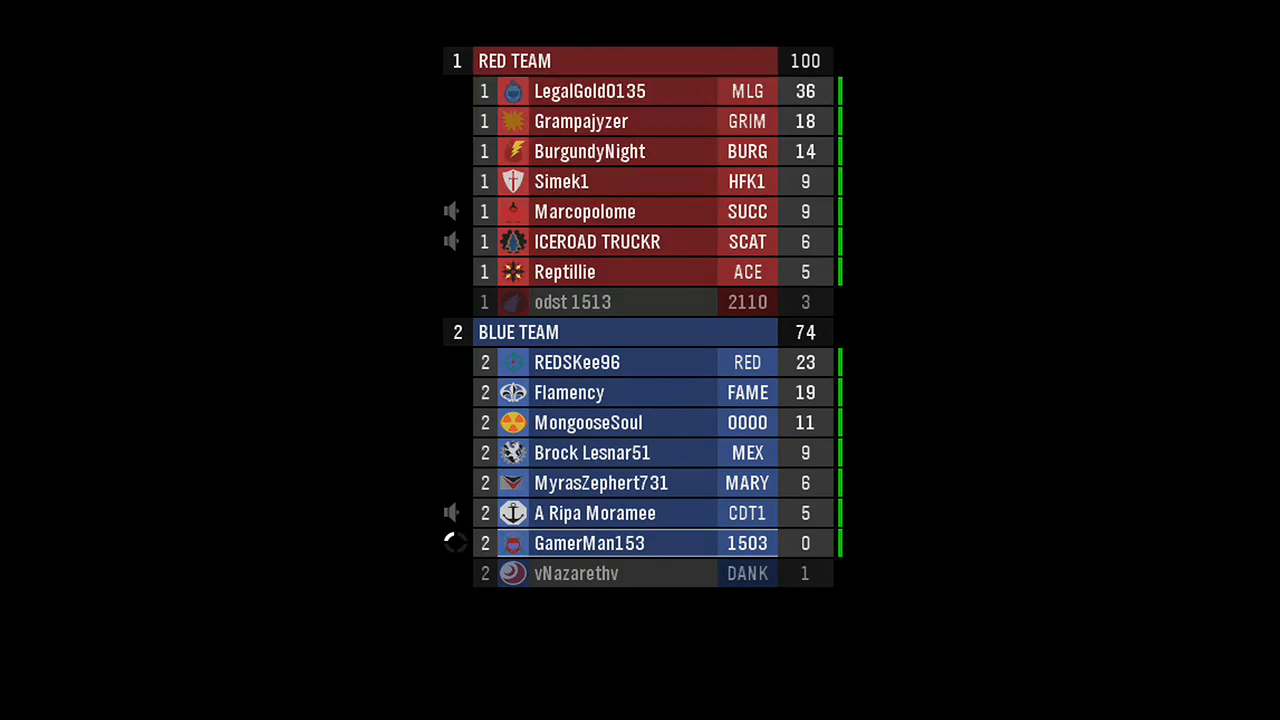 1 RED TEAM 100
1 LegalGold0135 MLG 36
1 Grampajyzer GRIM 18
1 BurgundyNight BURG 14
1 Simek1 HFK1 9
1 Marcopolome SUCC 9
1 ICEROAD TRUCKR SCAT 6
1 Reptillie ACE 5
1 odst 1513 2110 3
2 BLUE TEAM 74
2 REDSKee96 RED 23
2 Flamency FAME 19
2 MongooseSoul 0000 11
2 Brock Lesnar51 MEX 9
2 MyrasZephert731 MARY 6
2 A Ripa Moramee CDT1 5
2 GamerMan153 1503 0
2 vNazarethv DANK 1